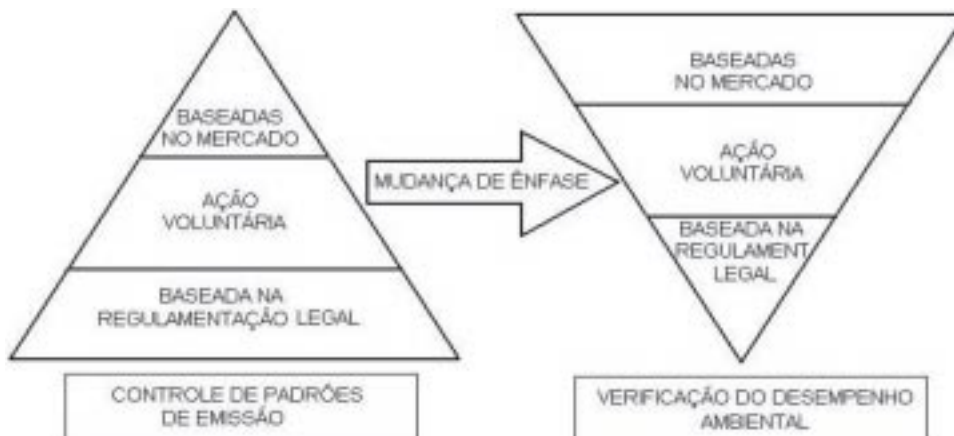 BASEADAS
NO MERCADO
AÇÃO
VOLUNTÁRIA
BASEADA NA
REGULAMENTAÇÃO LEGAL
CONTROLE DE PADRÕES
DE EMISSÃO
MUDANÇA DE ÊNFASE
BASEADAS
NO MERCADO
AÇÃO
VOLUNTÁRIA
BASEADA NA
REGULAMENT
LEGAL
VERIFICAÇÃO DO DESEMPENHO
AMBIENTAL